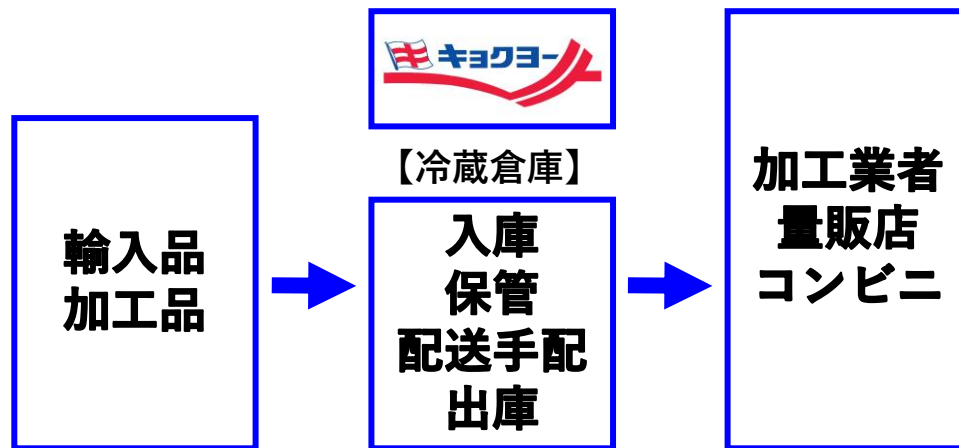 輸入品
加工品
キョクヨー
【冷蔵倉庫】
入庫
保管
配送手配
出庫
加工業者
量販店
コンビニ